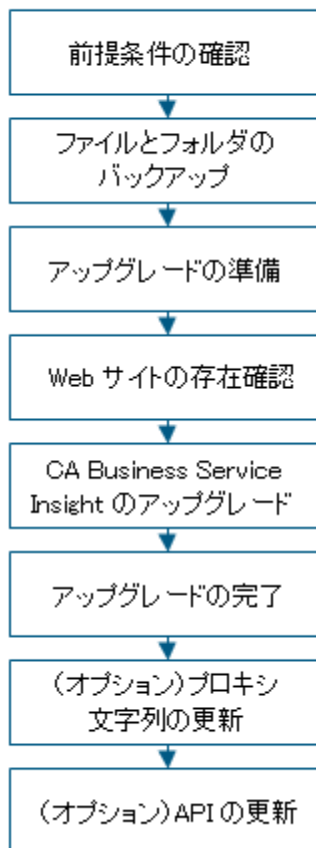 前提条件の確認
ファイルとフォルダの
バックアップ
アップグレードの準備
Web サイトの存在確認
CA Business Service
Insight のアップグレード
アップグレードの完了
（オプション）プロキシ
文字列の更新
（オプション）API の更新